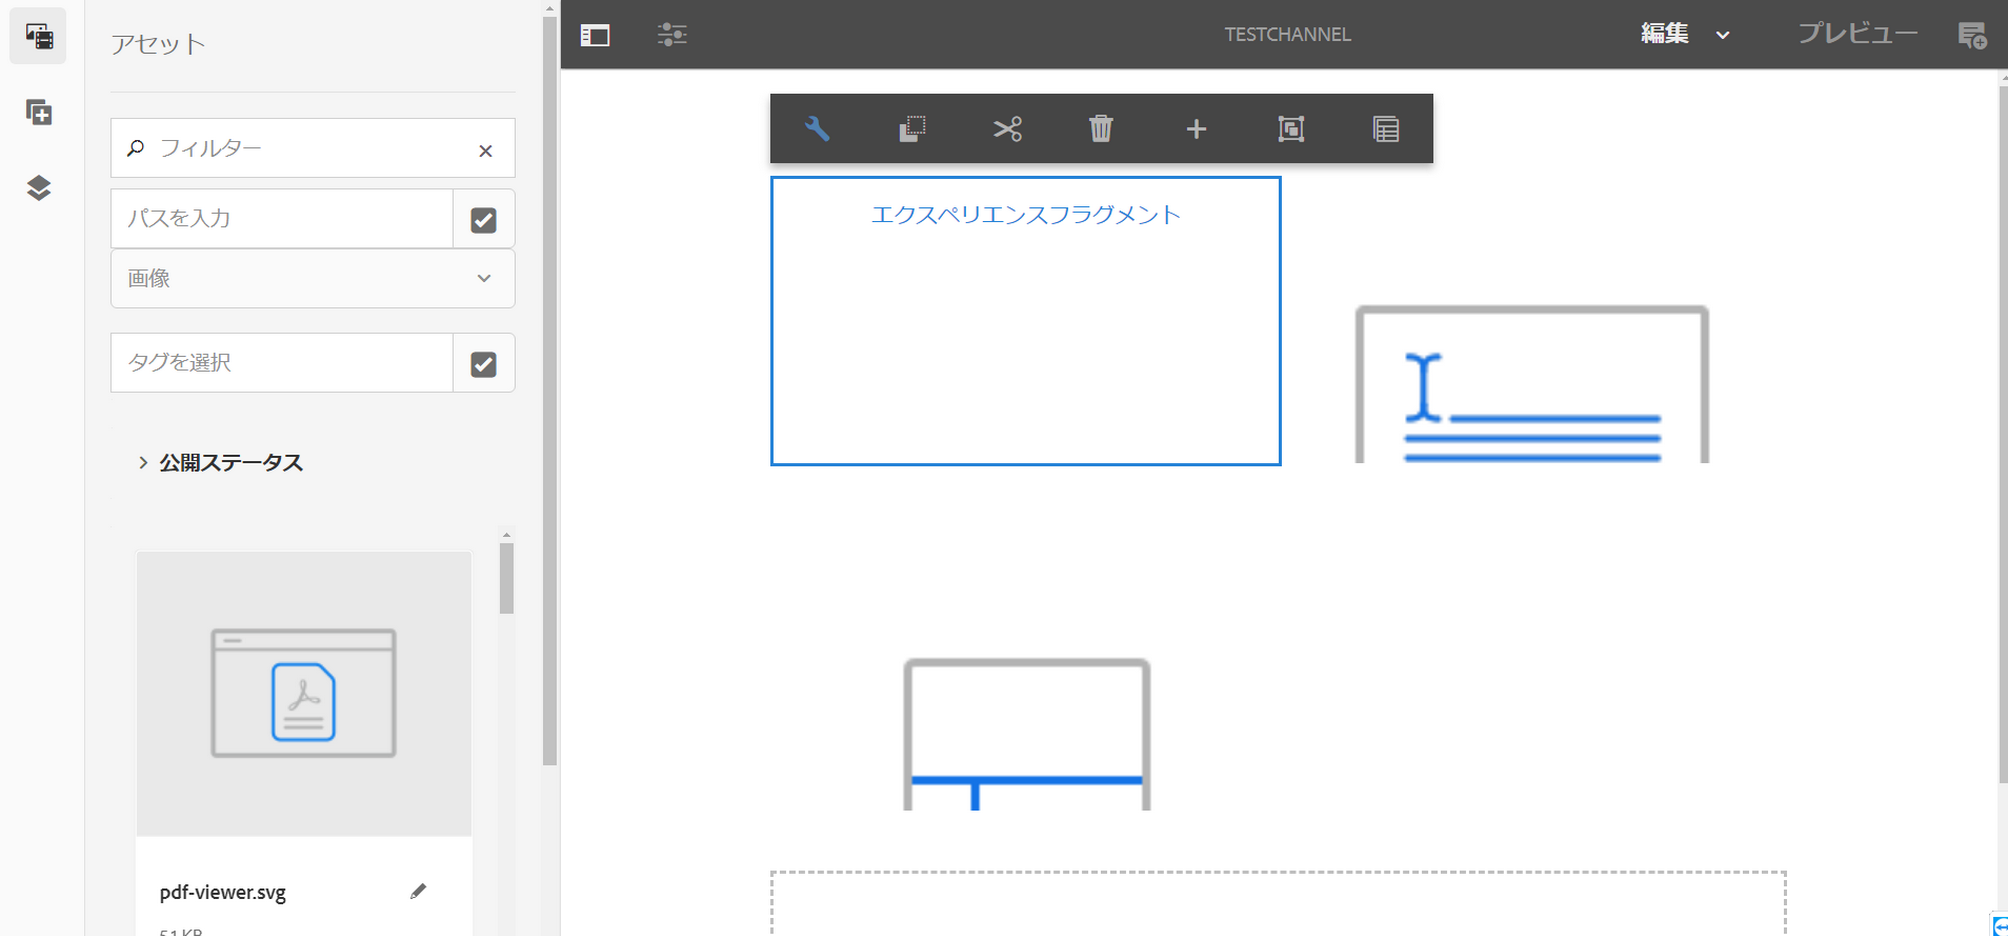 アセット
フィルター
パスを入力
画像
タグを選択
公開ステータス
pdf-viewer.svg
TESTCHANNEL
編集
プレビュー
エクスペリエンスフラグメント